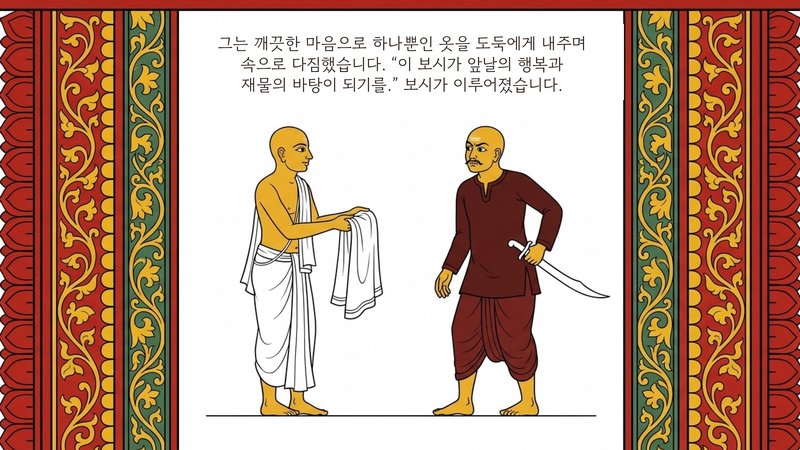 그는 깨끗한 마음으로 하나뿐인 옷을 도둑에게 내주며
속으로 다짐했습니다. “이 보시가 앞날의 행복과
재물의 바탕이 되기를.” 보시가 이루어졌습니다.